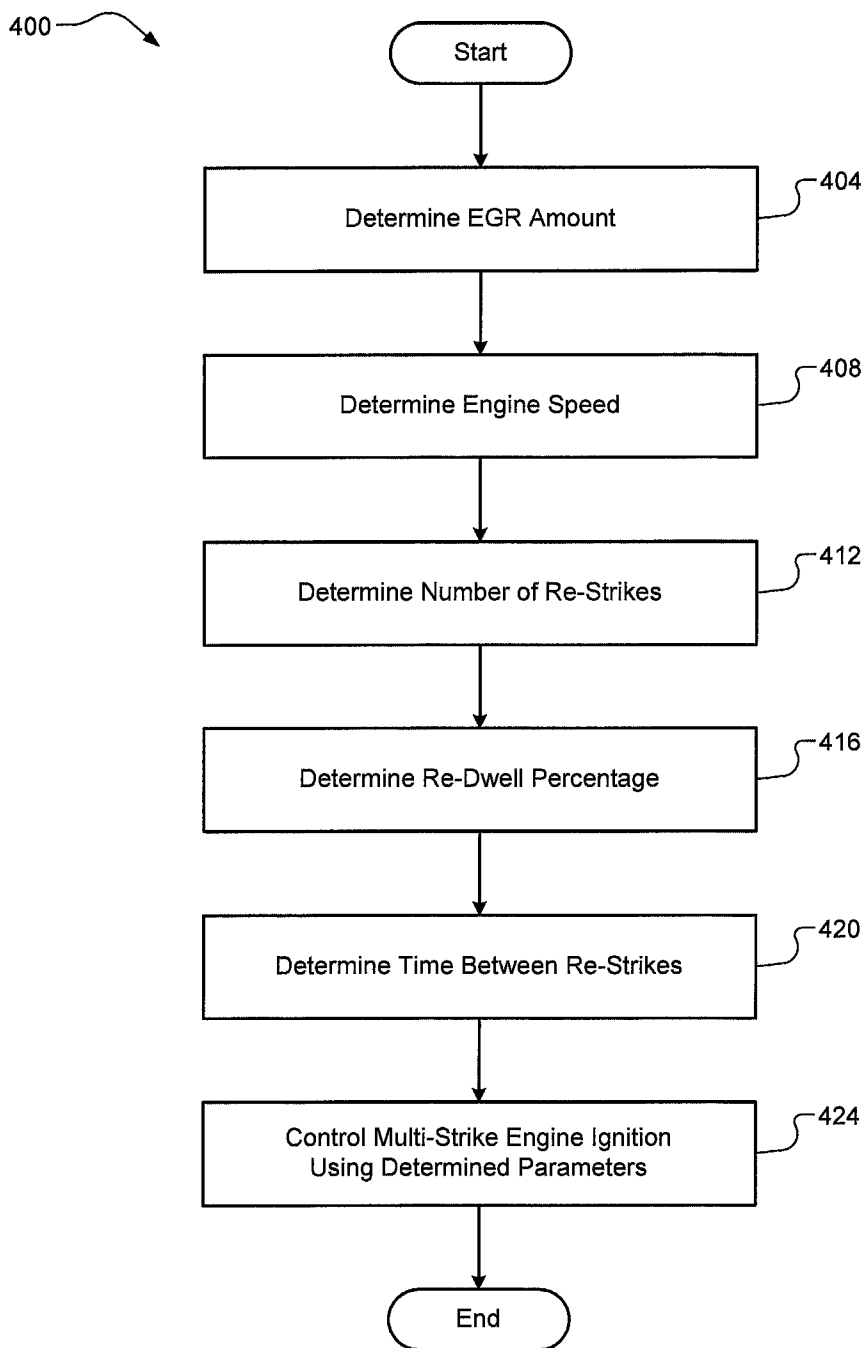 400
Start
Determine EGR Amount
404
Determine Engine Speed
408
Determine Number of Re-Strikes
412
Determine Re-Dwell Percentage
416
Determine Time Between Re-Strikes
420
Control Multi-Strike Engine Ignition
Using Determined Parameters
424
End